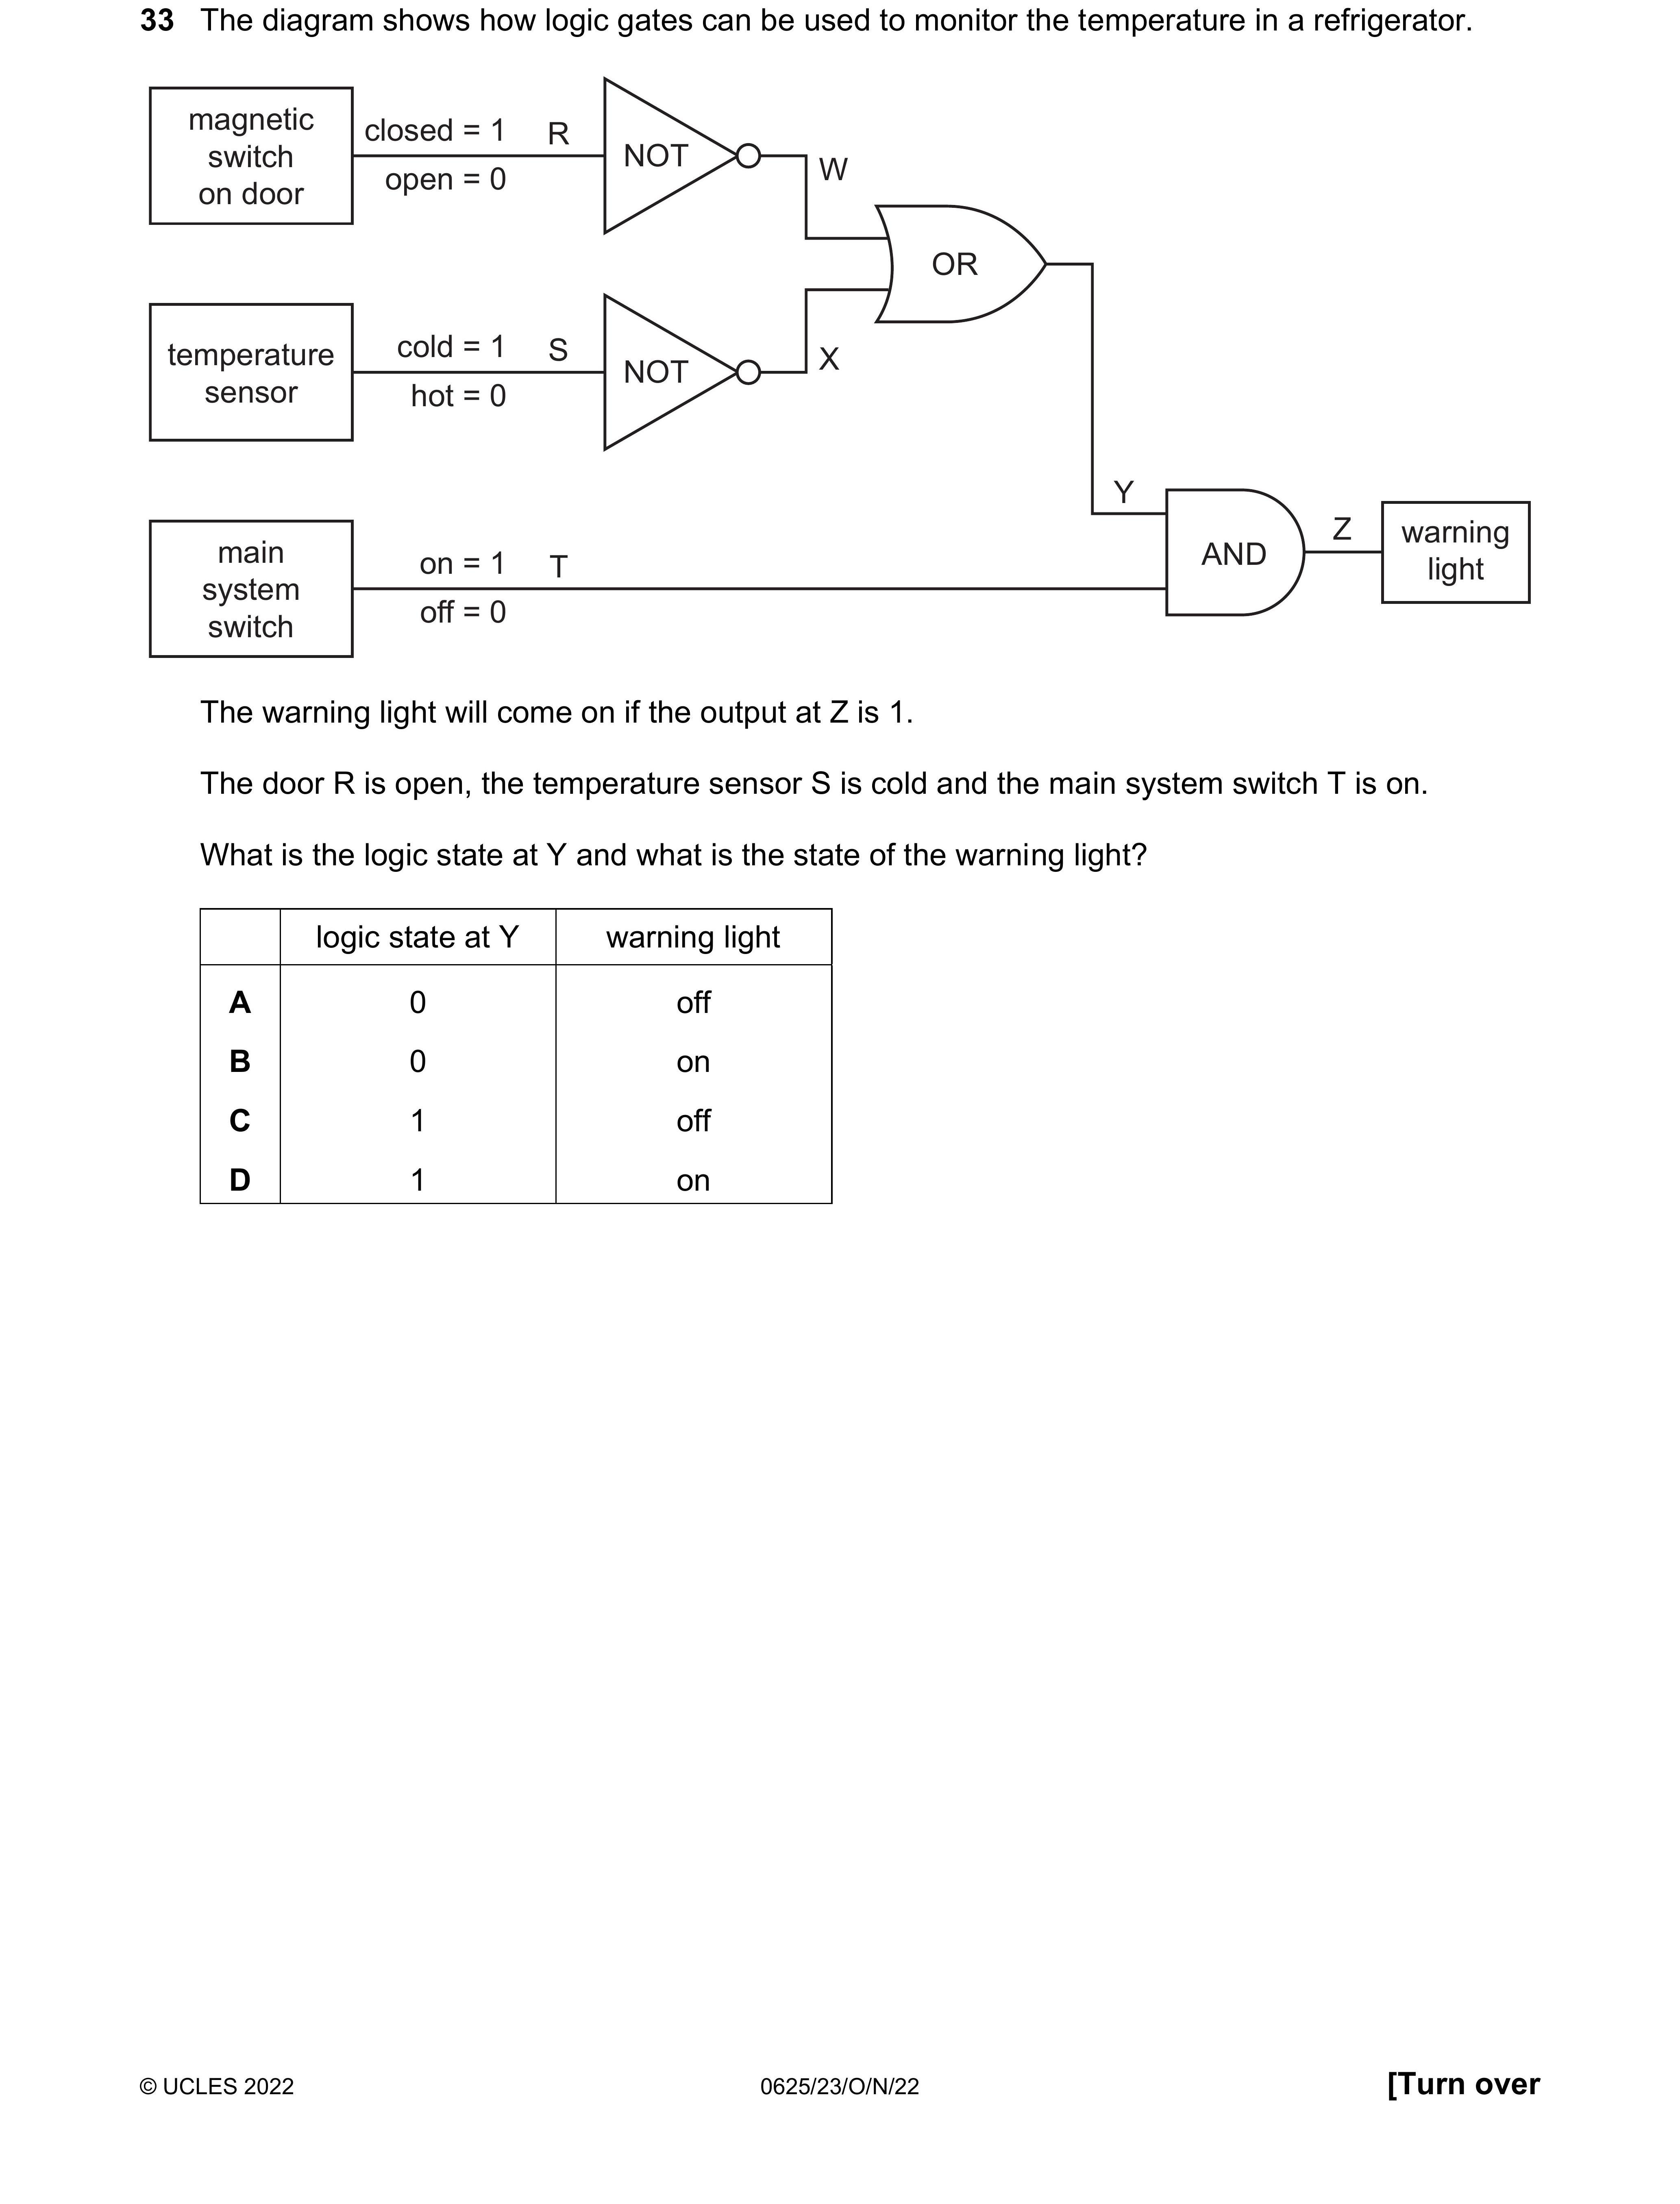 33 The diagram shows how logic gates can be used to monitor the temperature in a refrigerator.
magnetic
switch
on door
closed = 1
R
open = 0
NOT
W
OR
temperature
sensor
cold = 1
S
hot = 0
NOT
X
Y
main
system
switch
on = 1
T
off = 0
AND
Z
warning
light
The warning light will come on if the output at Z is 1.
The door R is open, the temperature sensor S is cold and the main system switch T is on.
What is the logic state at Y and what is the state of the warning light?
logic state at Y warning light
A 0 off
B 0 on
C 1 off
D 1 on
© UCLES 2022 0625/23/O/N/22 [Turn over